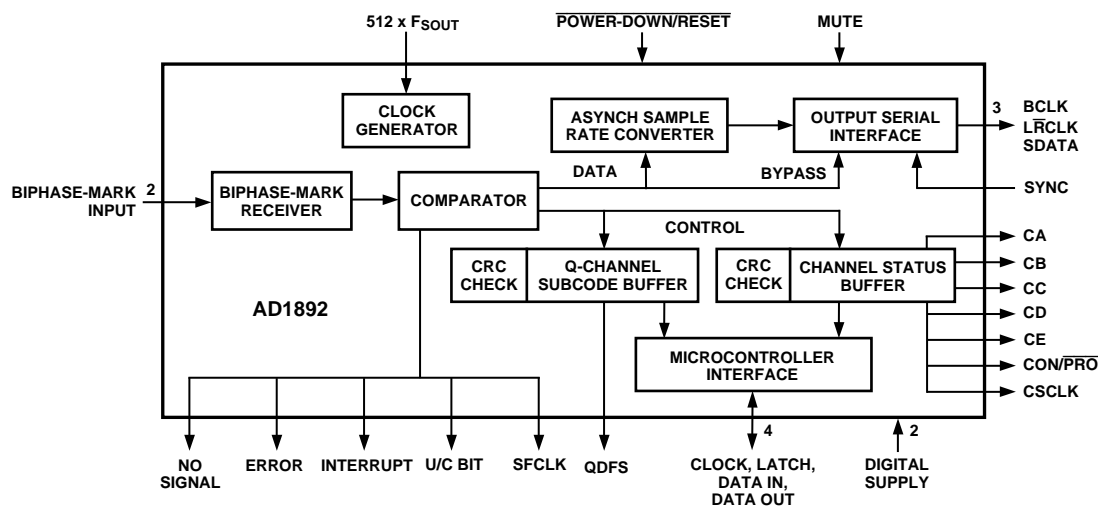 512 x FSOUT
POWER-DOWN/RESET
MUTE
CLOCK
GENERATOR
ASYNCH SAMPLE
RATE CONVERTER
OUTPUT SERIAL
INTERFACE
3
BCLK
LRCLK
SDATA
DATA
BYPASS
BIPHASE-MARK
INPUT
2
BIPHASE-MARK
RECEIVER
COMPARATOR
SYNC
CONTROL
CRC
CHECK
Q-CHANNEL
SUBCODE BUFFER
CRC
CHECK
CHANNEL STATUS
BUFFER
CA
CB
CC
CD
CE
CON/PRO
CSCLK
AD1892
MICROCONTROLLER
INTERFACE
4
2
NO
SIGNAL
ERROR
INTERRUPT
U/C BIT
SFCLK
QDFS
CLOCK, LATCH,
DATA IN,
DATA OUT
DIGITAL
SUPPLY